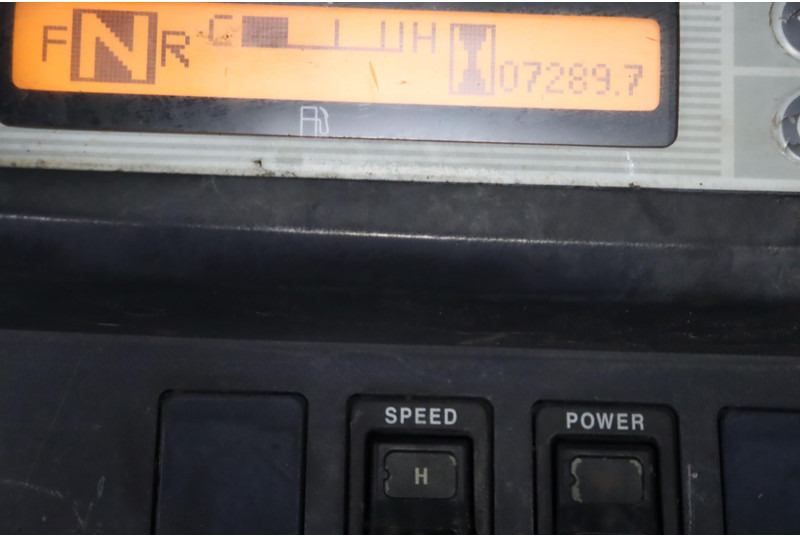 F N R C H 07289.7
SPEED POWER
H